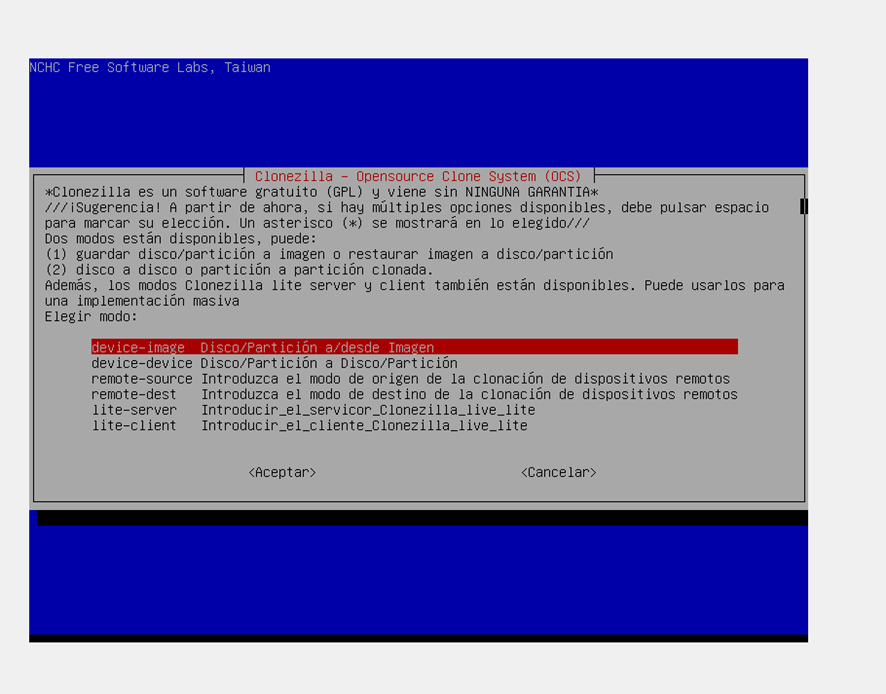 NCHC Free Software Labs, Taiwan
Clonezilla - Opensource Clone System (OCS)
*Clonezilla es un software gratuito (GPL) y viene sin NINGUNA GARANTIA*
///¡Sugerencia! A partir de ahora, si hay múltiples opciones disponibles, debe pulsar espacio
para marcar su elección. Un asterisco (*) se mostrará en lo elegido///
Dos modos están disponibles, puede:
(1) guardar disco/partición a imagen o restaurar imagen a disco/partición
(2) disco a disco o partición a partición clonada.
Además, los modos Clonezilla lite server y client también están disponibles. Puede usarlos para
una implementación masiva
Elegir modo:
device-image Disco/Partición a/desde Imagen
device-device Disco/Partición a Disco/Partición
remote-source Introduzca el modo de origen de la clonación de dispositivos remotos
remote-dest Introduzca el modo de destino de la clonación de dispositivos remotos
lite-server Introducir_el_servicor_Clonezilla_live_lite
lite-client Introducir_el_cliente_Clonezilla_live_lite
<Aceptar> <Cancelar>